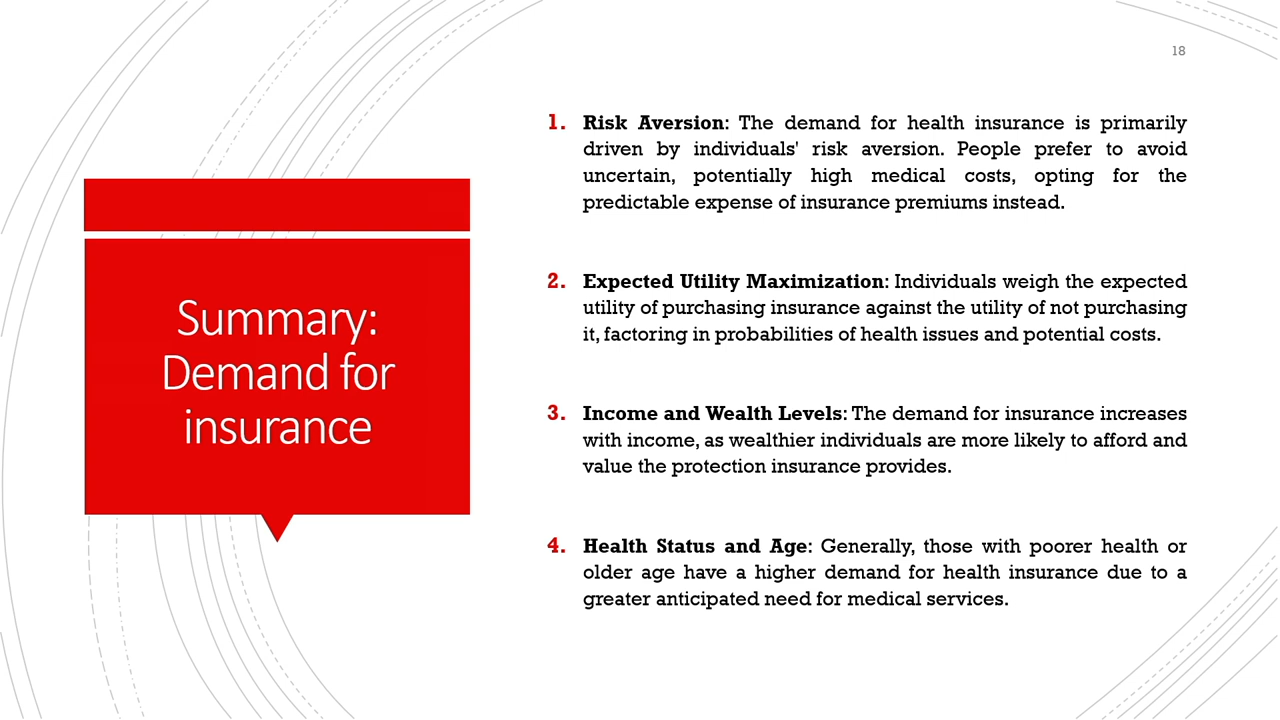 18
Summary:
Demand for
insurance
1. Risk Aversion: The demand for health insurance is primarily
driven by individuals' risk aversion. People prefer to avoid
uncertain, potentially high medical costs, opting for the
predictable expense of insurance premiums instead.
2. Expected Utility Maximization: Individuals weigh the expected
utility of purchasing insurance against the utility of not purchasing
it, factoring in probabilities of health issues and potential costs.
3. Income and Wealth Levels: The demand for insurance increases
with income, as wealthier individuals are more likely to afford and
value the protection insurance provides.
4. Health Status and Age: Generally, those with poorer health or
older age have a higher demand for health insurance due to a
greater anticipated need for medical services.